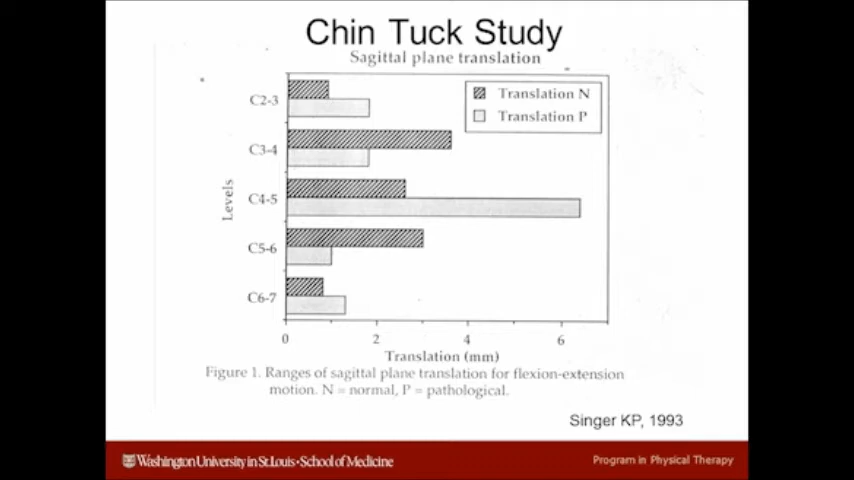 Chin Tuck Study
Sagittal plane translation
Translation N
Translation P
Levels
C2-3
C3-4
C4-5
C5-6
C6-7
0 2 4 6
Translation (mm)
Figure 1. Ranges of sagittal plane translation for flexion-extension
motion. N = normal, P = pathological.
Singer KP, 1993
Washington University in St. Louis • School of Medicine
Program in Physical Therapy